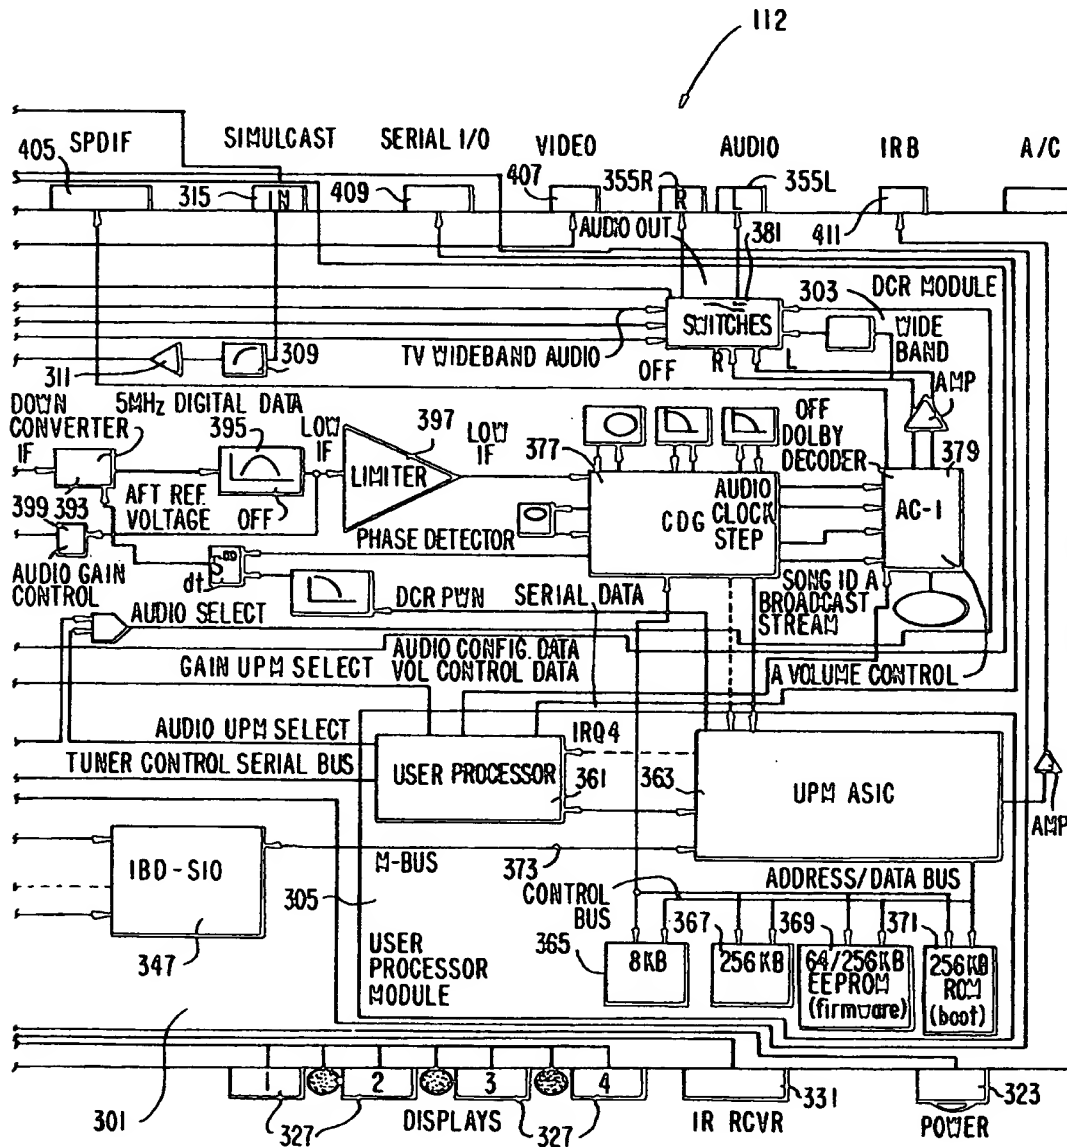 112
SPDIF SIMULCAST SERIAL I/O VIDEO AUDIO IRB A/C
405 315 IN 409 407 355R R L 355L 411
AUDIO OUT 381
DCR MODULE
303
SWITCHES
WIDE
BAND
TV WIDEBAND AUDIO
OFF R L
311 309
AMP
DOWN
CONVERTER
5MHz DIGITAL DATA
IF 395 LOW
IF 397 LOW
IF 377 OFF
DOLBY
DECODER 379
LIMITER
399 393 AFT REF.
VOLTAGE OFF
CDG AUDIO
CLOCK
STEP
AC-1
PHASE DETECTOR
AUDIO GAIN
CONTROL
dt
SONG ID A
BROADCAST
STREAM
DCR PWN SERIAL DATA
AUDIO SELECT
AUDIO CONFIG. DATA
VOL CONTROL DATA
GAIN UPM SELECT
A VOLUME CONTROL
AUDIO UPM SELECT
IRQ4
TUNER CONTROL SERIAL BUS
USER PROCESSOR
361 363
UPM ASIC
AMP
IBD-SIO
M-BUS 373
305
347
ADDRESS/DATA BUS
CONTROL
BUS
365 367 369 371
8KB 256KB 64/256KB
EEPROM
(firmware)
256KB
ROM
(boot)
USER
PROCESSOR
MODULE
301
1 2 3 4
327 327 DISPLAYS 327 327
IR RCVR 331
POWER 323